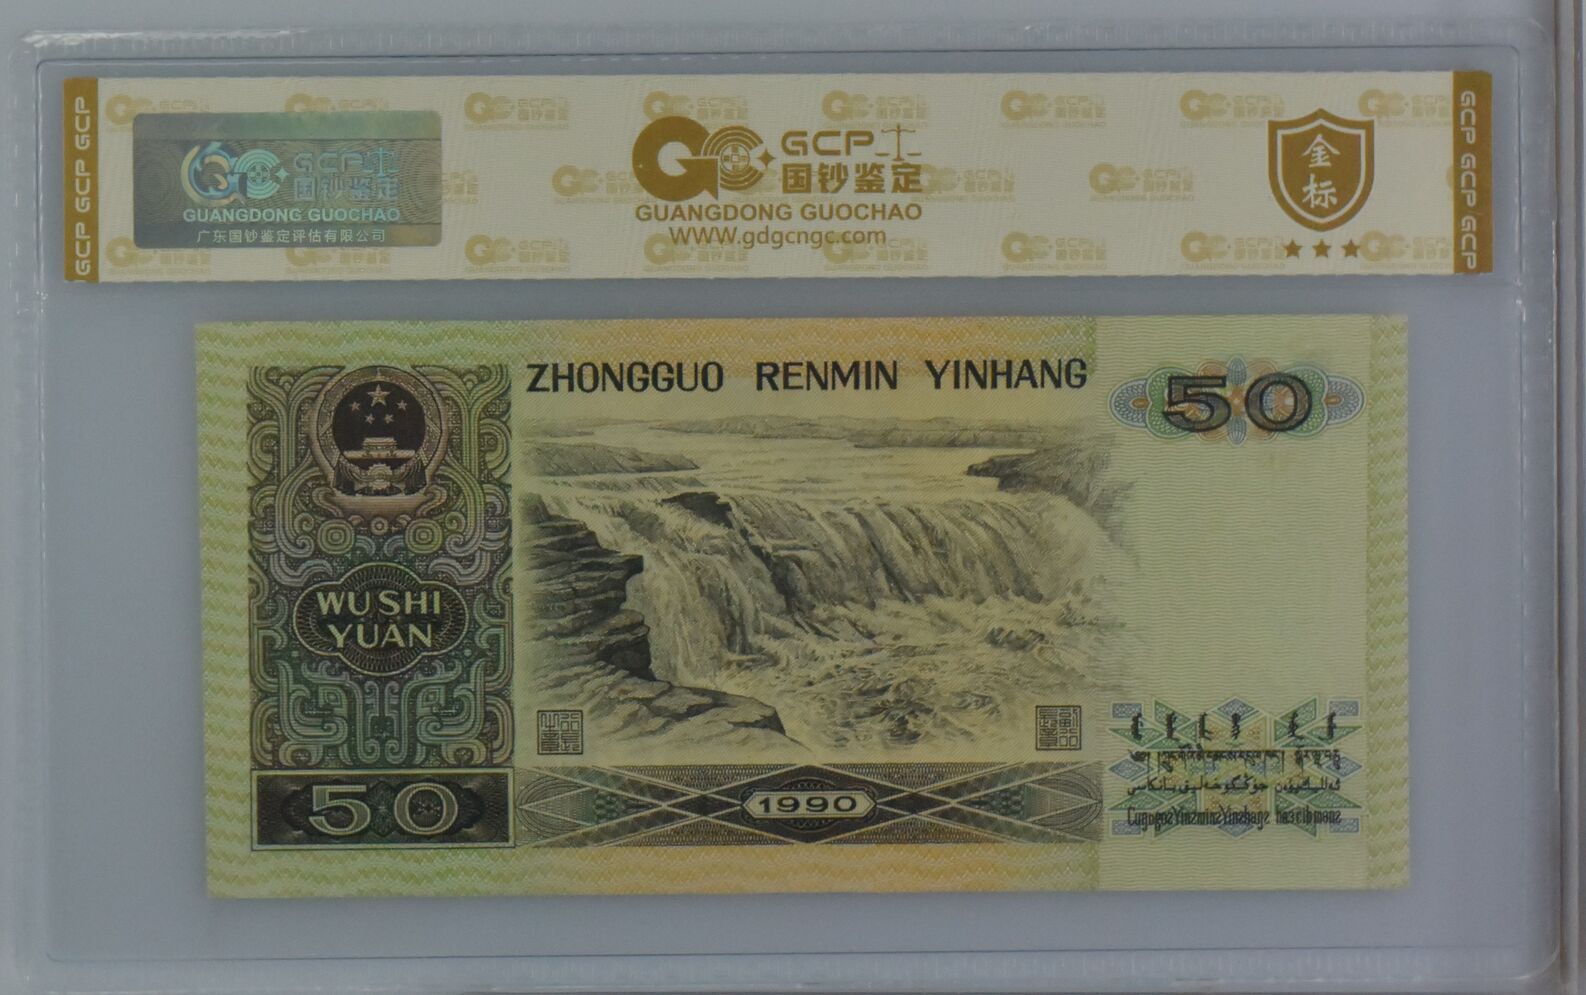 GCP GCP GCP
GCP 国钞鉴定
GUANGDONG GUOCHAO
广东国钞鉴定评估有限公司
GCP
国钞鉴定
GUANGDONG GUOCHAO
WWW.gdgcngc.com
金标
GCP GCP GCP
ZHONGGUO RENMIN YINHANG
50
WUSHI
YUAN
50
1990